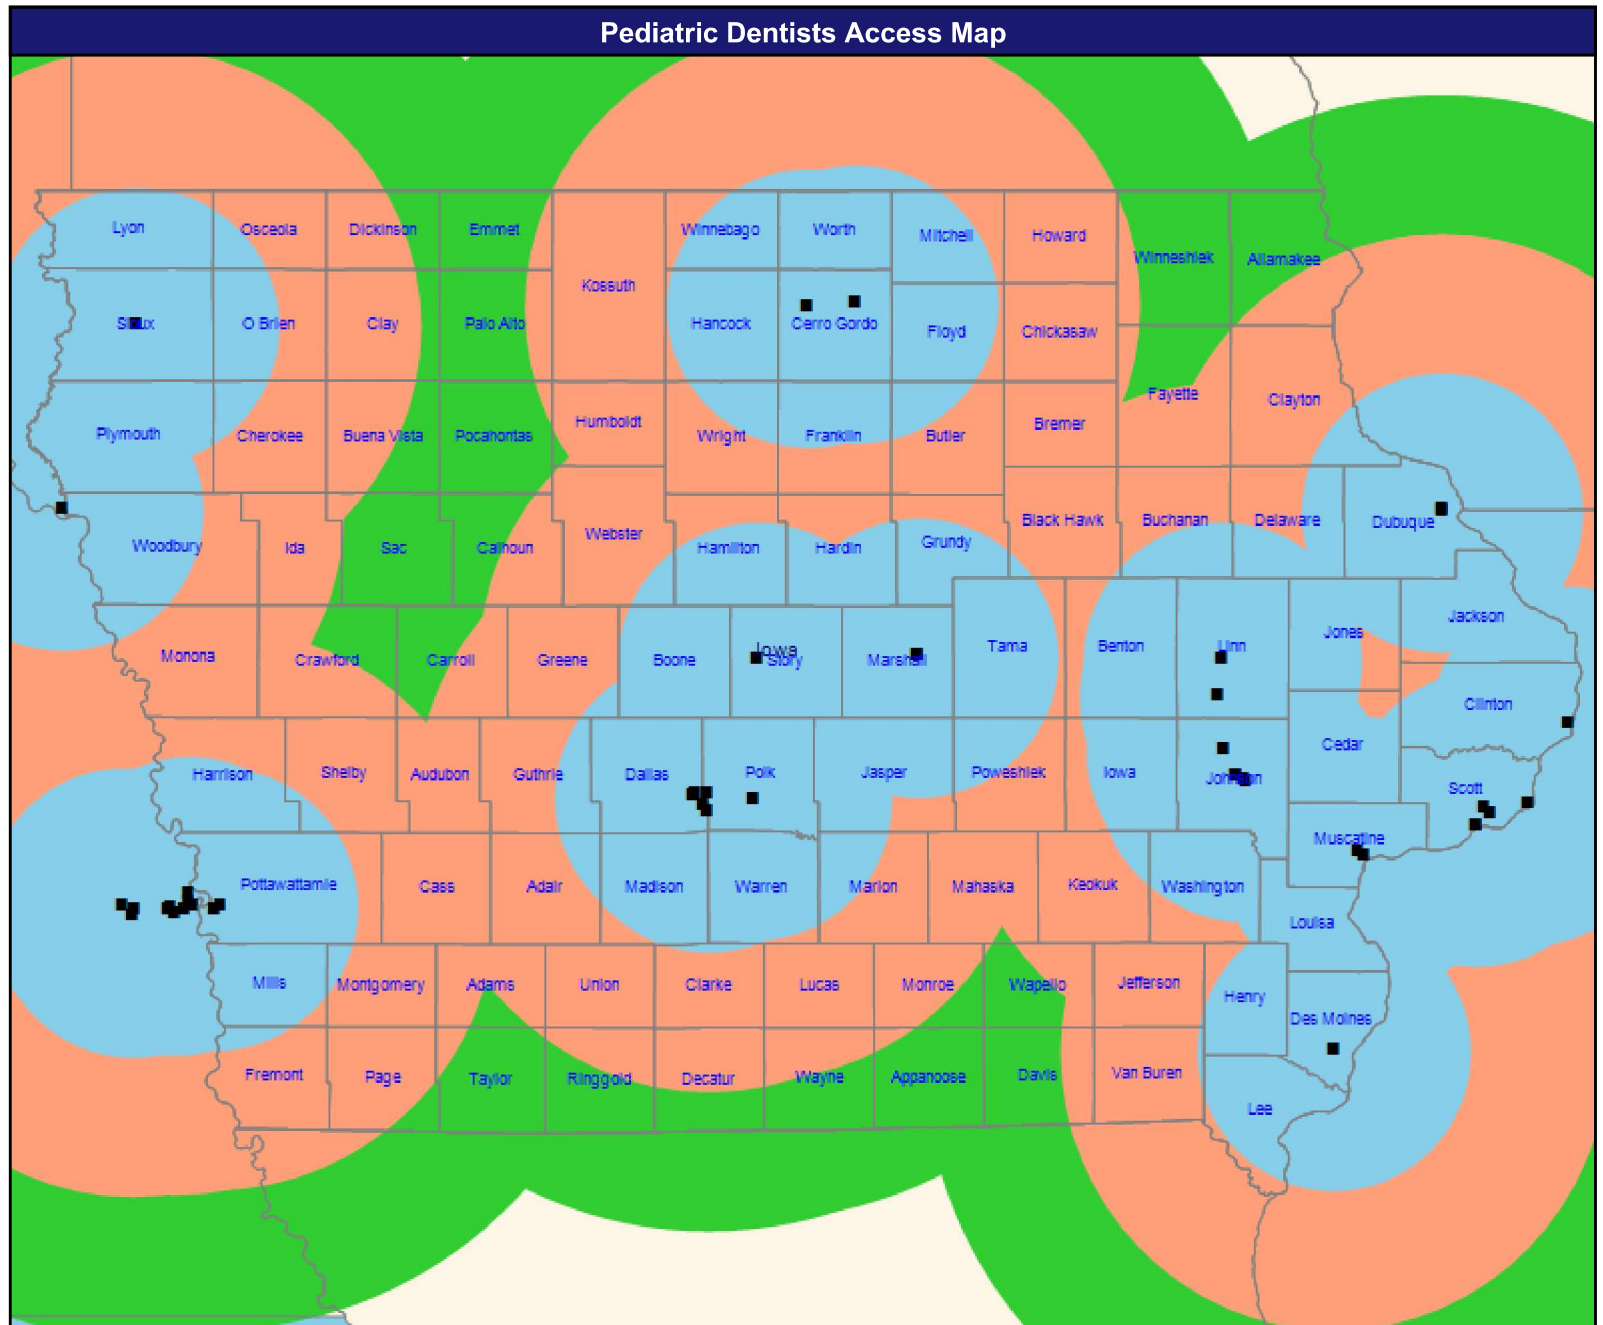 Pediatric Dentists Access Map
Lyon
Osceola
Dickinson
Emmet
Winnebago
Worth
Mitchell
Howard
Winneshiek
Allamakee
Kossuth
Sioux
O Brien
Clay
Palo Alto
Hancock
Cerro Gordo
Floyd
Chickasaw
Fayette
Clayton
Plymouth
Cherokee
Buena Vista
Pocahontas
Humboldt
Wright
Franklin
Butler
Bremer
Woodbury
Ida
Sac
Calhoun
Webster
Hamilton
Hardin
Grundy
Black Hawk
Buchanan
Delaware
Dubuque
Monona
Crawford
Carroll
Greene
Boone
Iowa
Story
Marshall
Tama
Benton
Linn
Jones
Jackson
Clinton
Harrison
Shelby
Audubon
Guthrie
Dallas
Polk
Jasper
Poweshiek
Iowa
Johnson
Cedar
Scott
Muscatine
Pottawattamie
Cass
Adair
Madison
Warren
Marion
Mahaska
Keokuk
Washington
Louisa
Mills
Montgomery
Adams
Union
Clarke
Lucas
Monroe
Wapello
Jefferson
Henry
Des Moines
Fremont
Page
Taylor
Ringgold
Decatur
Wayne
Appanoose
Davis
Van Buren
Lee